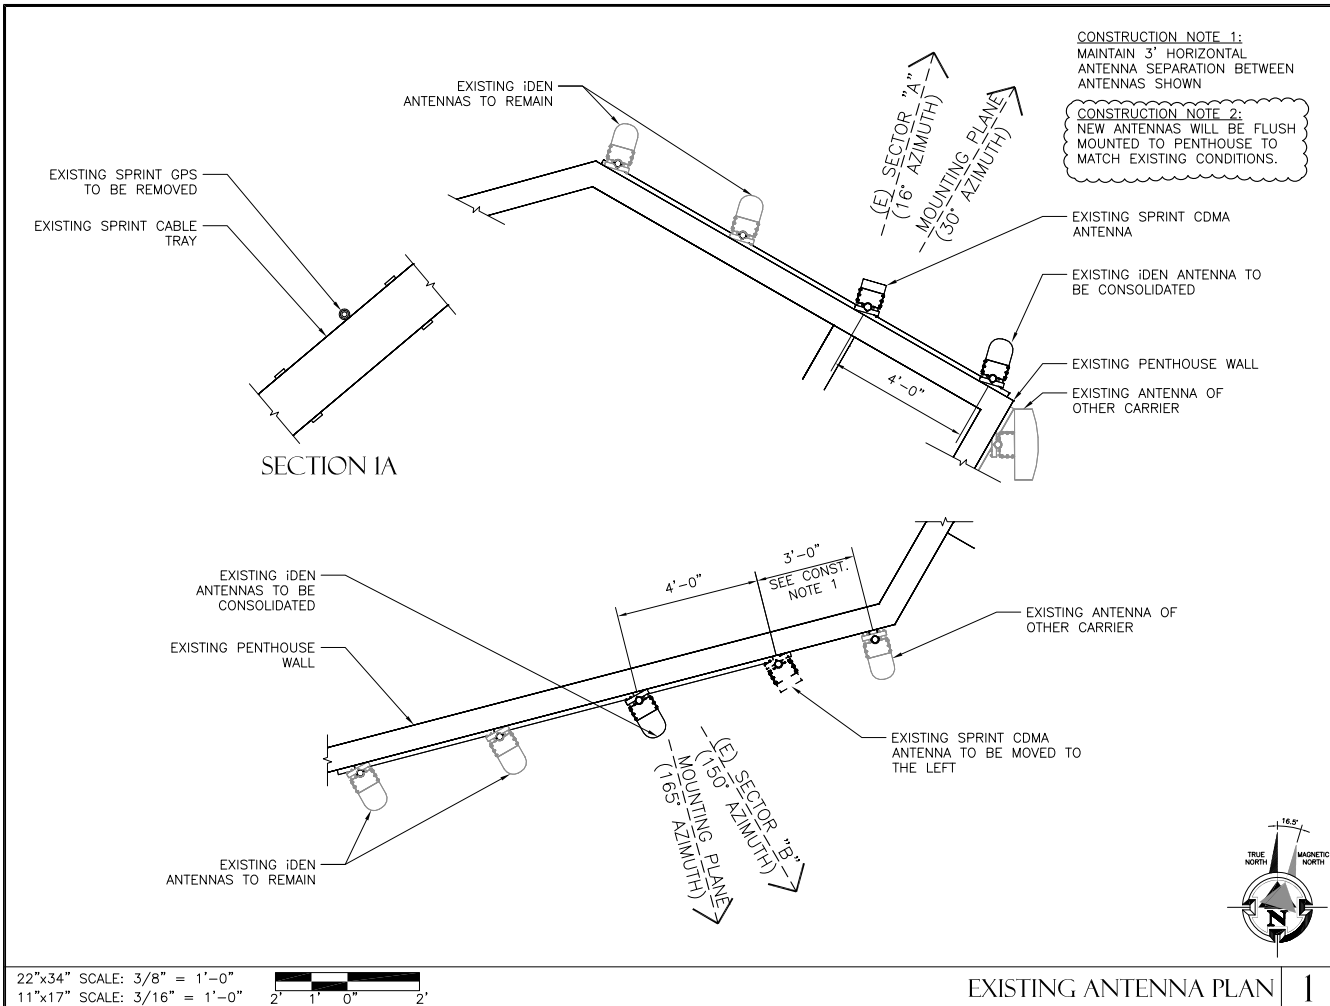 CONSTRUCTION NOTE 1:
MAINTAIN 3' HORIZONTAL
ANTENNA SEPARATION BETWEEN
ANTENNAS SHOWN
CONSTRUCTION NOTE 2:
NEW ANTENNAS WILL BE FLUSH
MOUNTED TO PENTHOUSE TO
MATCH EXISTING CONDITIONS.
EXISTING iDEN
ANTENNAS TO REMAIN
(E) SECTOR "A"
(16° AZIMUTH)
MOUNTING PLANE
(30° AZIMUTH)
EXISTING SPRINT GPS
TO BE REMOVED
EXISTING SPRINT CABLE
TRAY
EXISTING SPRINT CDMA
ANTENNA
EXISTING iDEN ANTENNA TO
BE CONSOLIDATED
EXISTING PENTHOUSE WALL
EXISTING ANTENNA OF
OTHER CARRIER
4'-0"
SECTION 1A
EXISTING iDEN
ANTENNAS TO BE
CONSOLIDATED
4'-0"
3'-0"
SEE CONST.
NOTE 1
EXISTING ANTENNA OF
OTHER CARRIER
EXISTING PENTHOUSE
WALL
EXISTING SPRINT CDMA
ANTENNA TO BE MOVED TO
THE LEFT
(E) SECTOR "B"
(150° AZIMUTH)
MOUNTING PLANE
(165° AZIMUTH)
EXISTING iDEN
ANTENNAS TO REMAIN
16.5°
TRUE
NORTH
MAGNETIC
NORTH
N
22"x34" SCALE: 3/8" = 1'-0"
11"x17" SCALE: 3/16" = 1'-0"
2' 1' 0" 2'
EXISTING ANTENNA PLAN 1